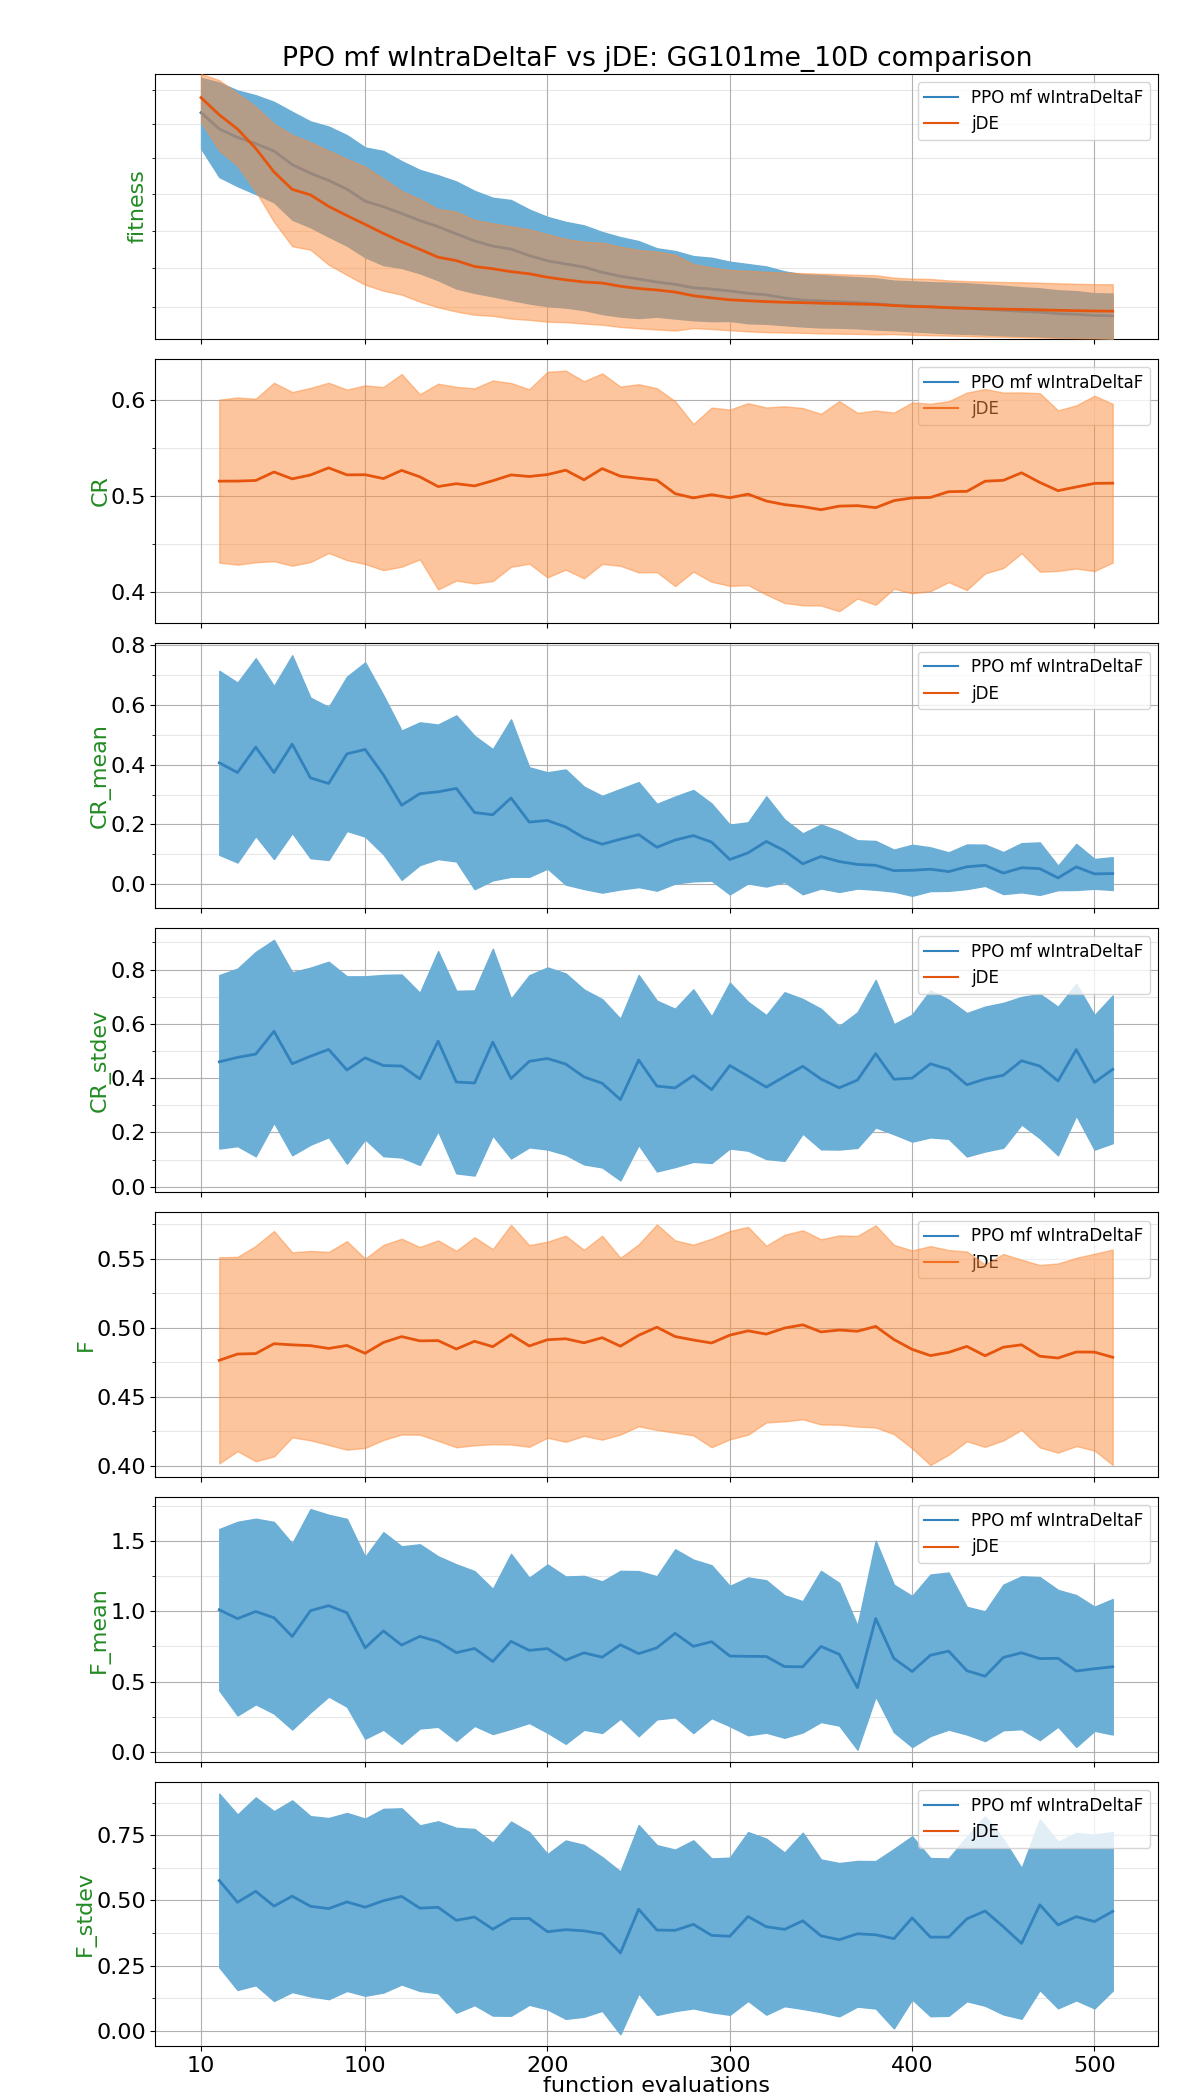 PPO mf wIntraDeltaF vs jDE: GG101me_10D comparison
fitness
PPO mf wIntraDeltaF
jDE
CR
0.6
0.5
0.4
PPO mf wIntraDeltaF
jDE
CR_mean
0.8
0.6
0.4
0.2
0.0
PPO mf wIntraDeltaF
jDE
CR_stdev
0.8
0.6
0.4
0.2
0.0
PPO mf wIntraDeltaF
jDE
F
0.55
0.50
0.45
0.40
PPO mf wIntraDeltaF
jDE
F_mean
1.5
1.0
0.5
0.0
PPO mf wIntraDeltaF
jDE
F_stdev
0.75
0.50
0.25
0.00
PPO mf wIntraDeltaF
jDE
10 100 200 300 400 500
function evaluations